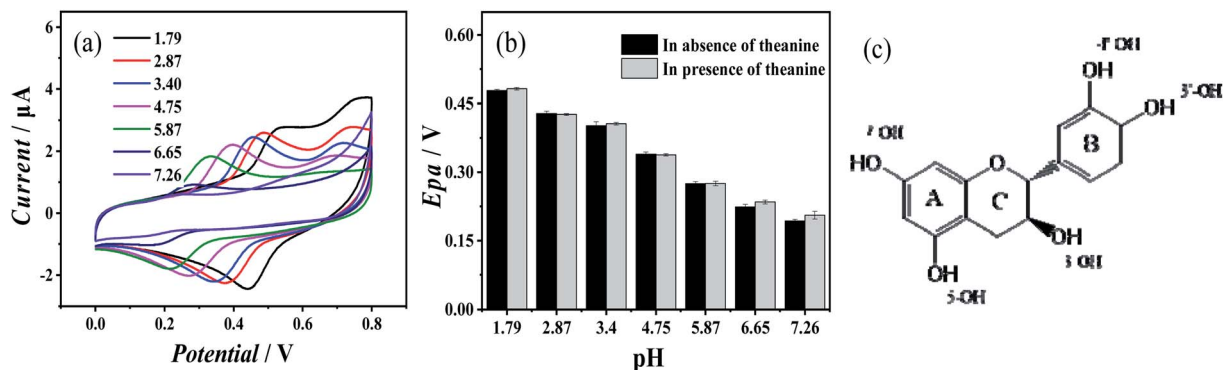 (a)
1.79
2.87
3.40
4.75
5.87
6.65
7.26
Current / μA
4
2
0
-2
0.0 0.2 0.4 0.6 0.8
Potential / V
(b)
In absence of theanine
In presence of theanine
Epa / V
0.60
0.45
0.30
0.15
0.00
1.79 2.87 3.4 4.75 5.87 6.65 7.26
pH
(c)
OH
OH
3'-OH
B
HO
O
A
C
OH
OH
5-OH